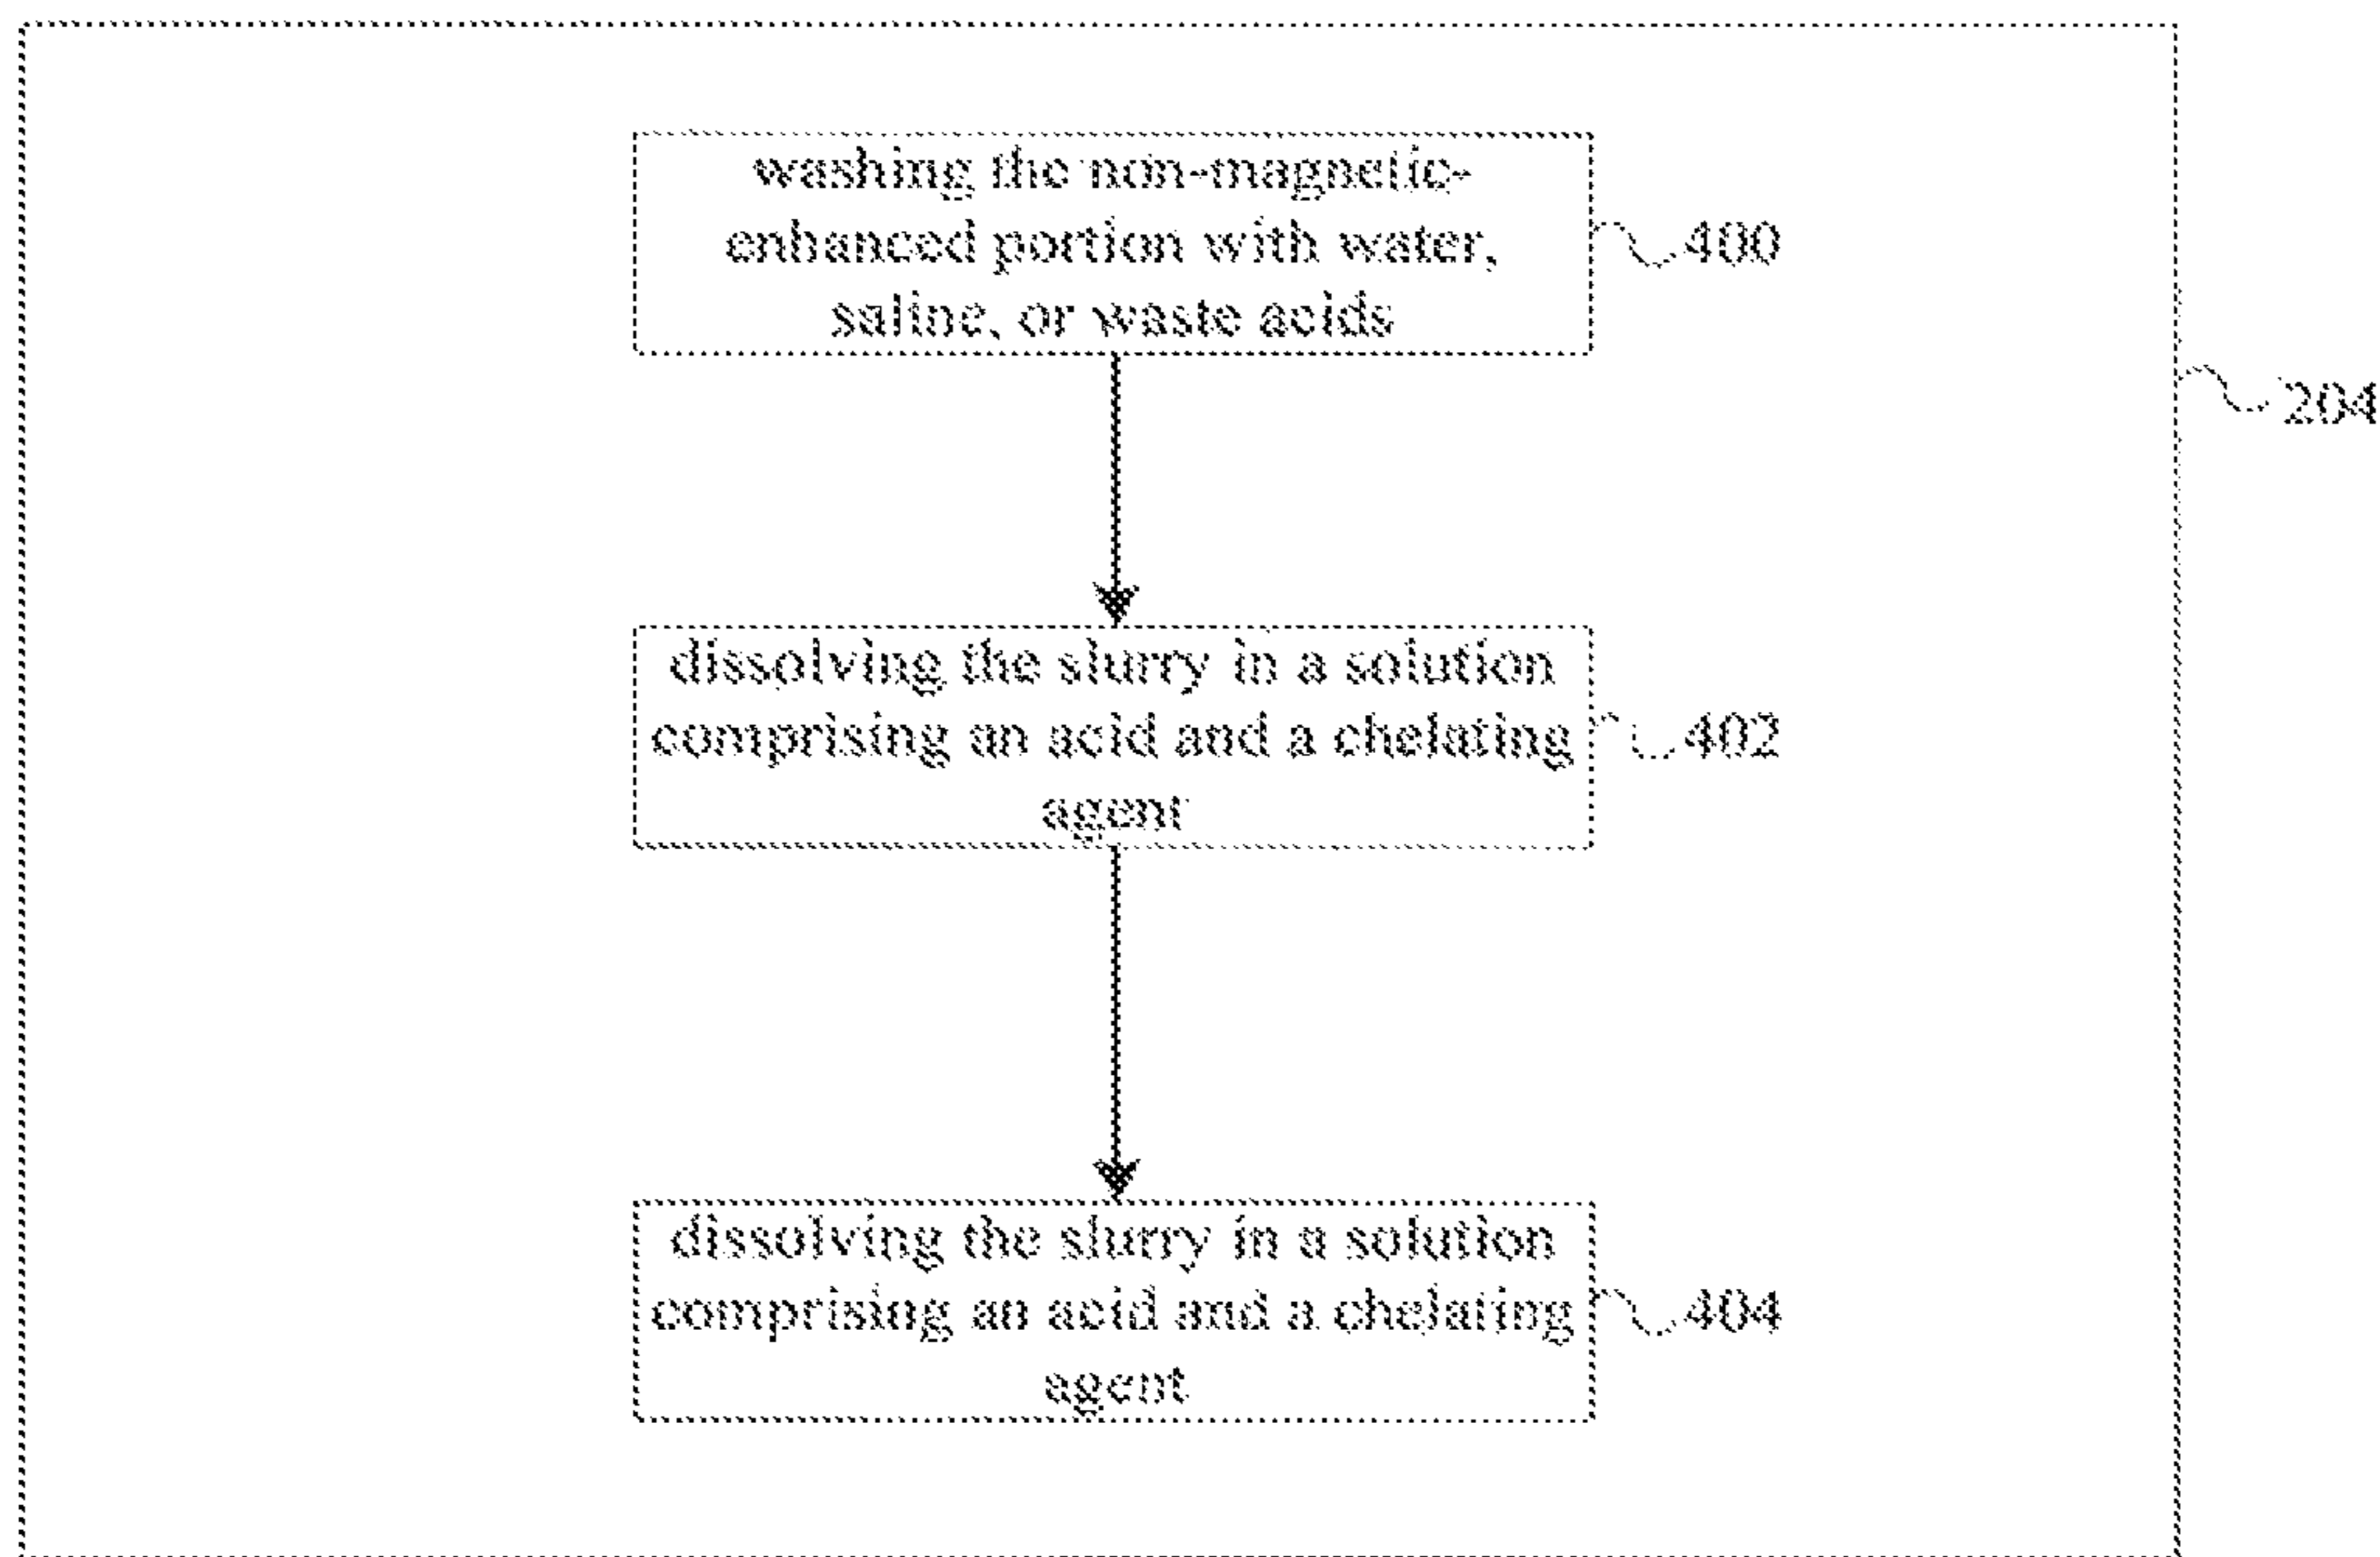 washing the non-magnetic-
enhanced portion with water,
saline, or waste acids
400
204
dissolving the slurry in a solution
comprising an acid and a chelating
agent
402
dissolving the slurry in a solution
comprising an acid and a chelating
agent
404